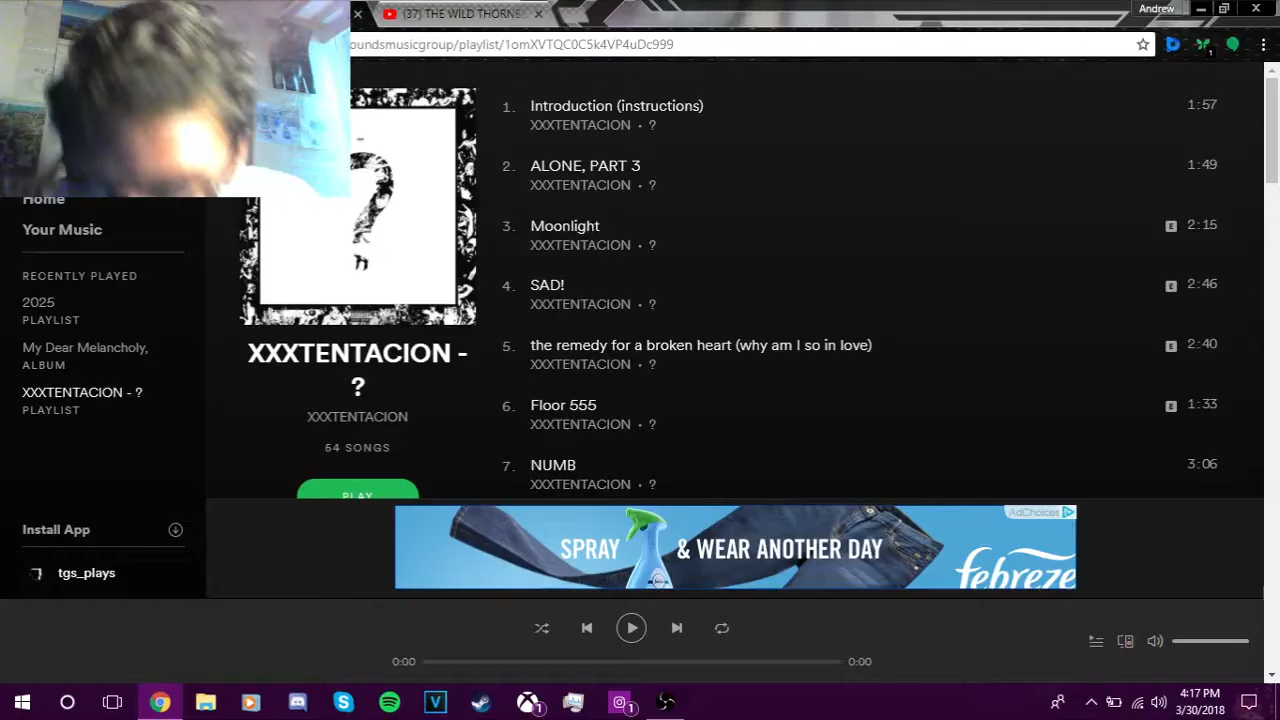 (37) THE WILD THORNB
Andrew
oundsmusicgroup/playlist/1omXVTQC0C5k4VP4uDc999
Home
Your Music
RECENTLY PLAYED
2025
PLAYLIST
My Dear Melancholy,
ALBUM
XXXTENTACION - ?
PLAYLIST
Install App
tgs_plays
?
XXXTENTACION -
?
XXXTENTACION
54 SONGS
PLAY
1. Introduction (instructions) 1:57
XXXTENTACION • ?
2. ALONE, PART 3 1:49
XXXTENTACION • ?
3. Moonlight E 2:15
XXXTENTACION • ?
4. SAD! E 2:46
XXXTENTACION • ?
5. the remedy for a broken heart (why am I so in love) E 2:40
XXXTENTACION • ?
6. Floor 555 E 1:33
XXXTENTACION • ?
7. NUMB 3:06
XXXTENTACION • ?
AdChoices
SPRAY & WEAR ANOTHER DAY
febreze
0:00 0:00
4:17 PM
3/30/2018